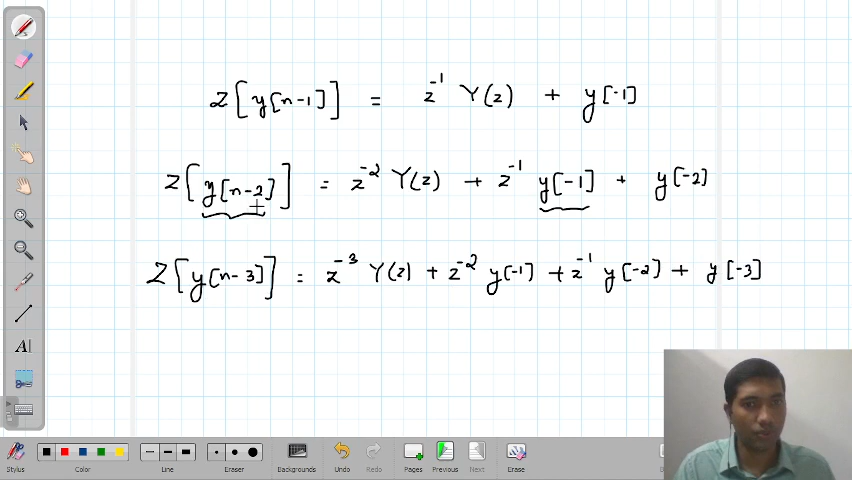 Z[y[n-1]] = z⁻¹ Y(z) + y[-1]
Z[y[n-2]] = z⁻² Y(z) + z⁻¹ y[-1] + y[-2]
Z[y[n-3]] = z⁻³ Y(z) + z⁻² y[-1] + z⁻¹ y[-2] + y[-3]
A
Stylus Color Line Eraser Backgrounds Undo Redo Pages Previous Next Erase